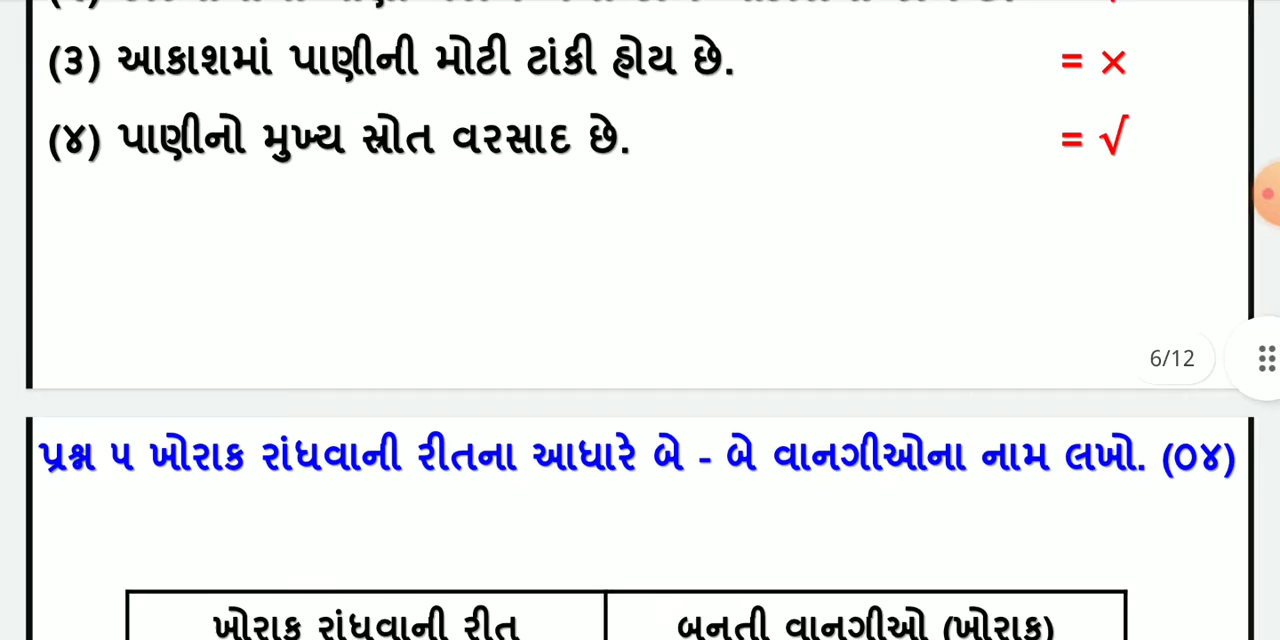 (૩) આકાશમાં પાણીની મોટી ટાંકી હોય છે. = ×
(૪) પાણીનો મુખ્ય સ્રોત વરસાદ છે. = √
6/12
પ્રશ્ન ૫ ખોરાક રાંધવાની રીતના આધારે બે - બે વાનગીઓના નામ લખો. (૦૪)
ખોરાક રાંધવાની રીત બનતી વાનગીઓ (ખોરાક)